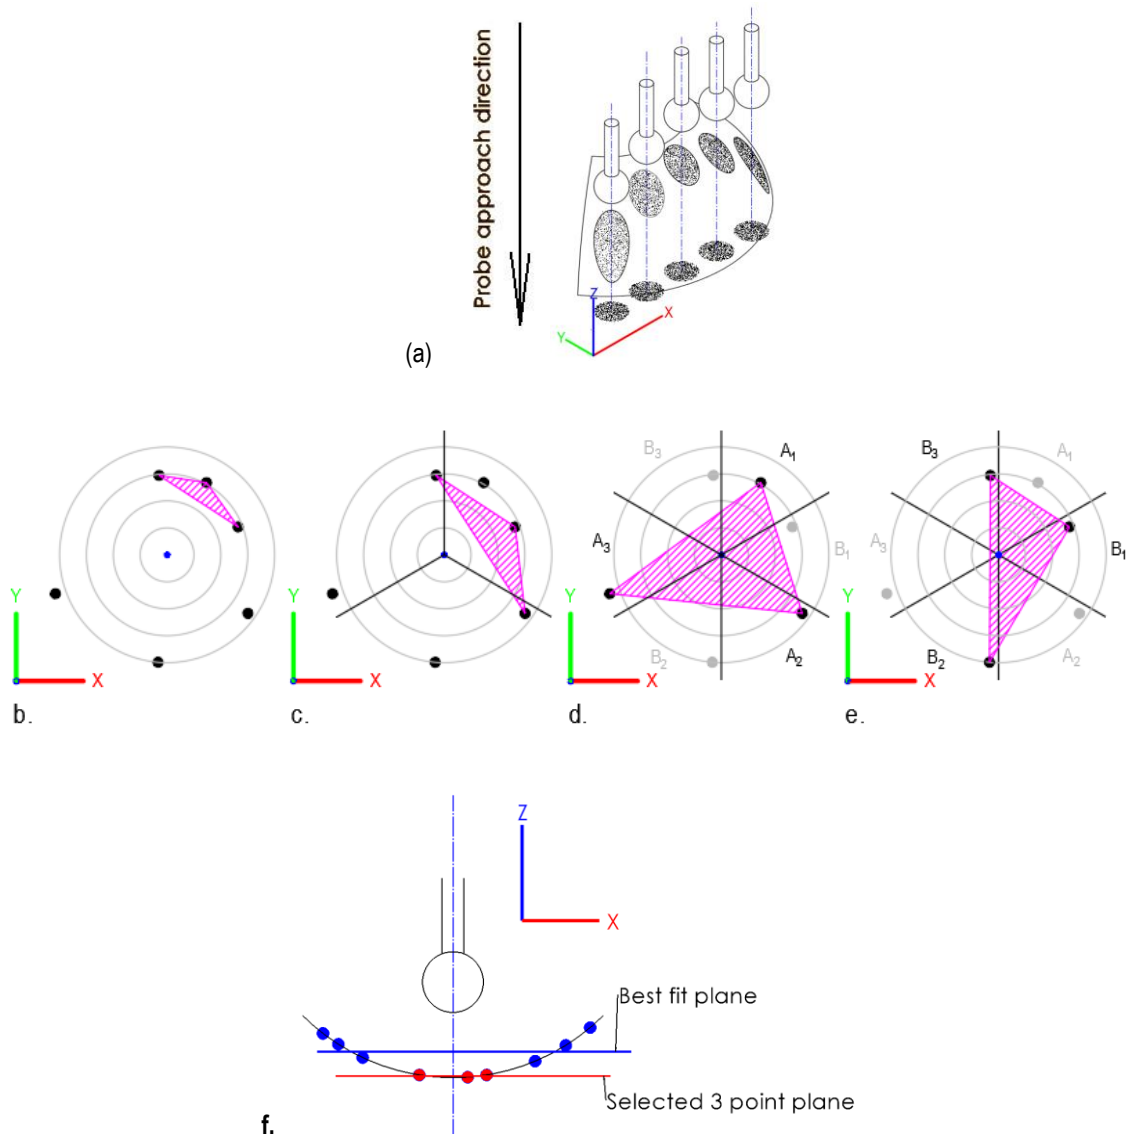 Probe approach direction
Z
X
Y
(a)
B3 A1
A3
B1
B2 A2
B3 A1
A3
B1
B2 A2
Y Y Y Y
X X X X
b. c. d. e.
Z
X
Best fit plane
Selected 3 point plane
f.